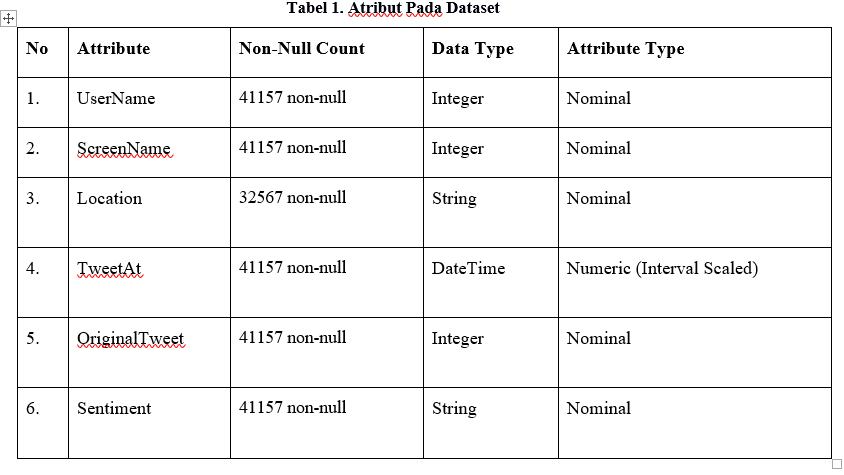 Tabel 1. Atribut Pada Dataset
No Attribute Non-Null Count Data Type Attribute Type
1. UserName 41157 non-null Integer Nominal
2. ScreenName 41157 non-null Integer Nominal
3. Location 32567 non-null String Nominal
4. TweetAt 41157 non-null DateTime Numeric (Interval Scaled)
5. OriginalTweet 41157 non-null Integer Nominal
6. Sentiment 41157 non-null String Nominal